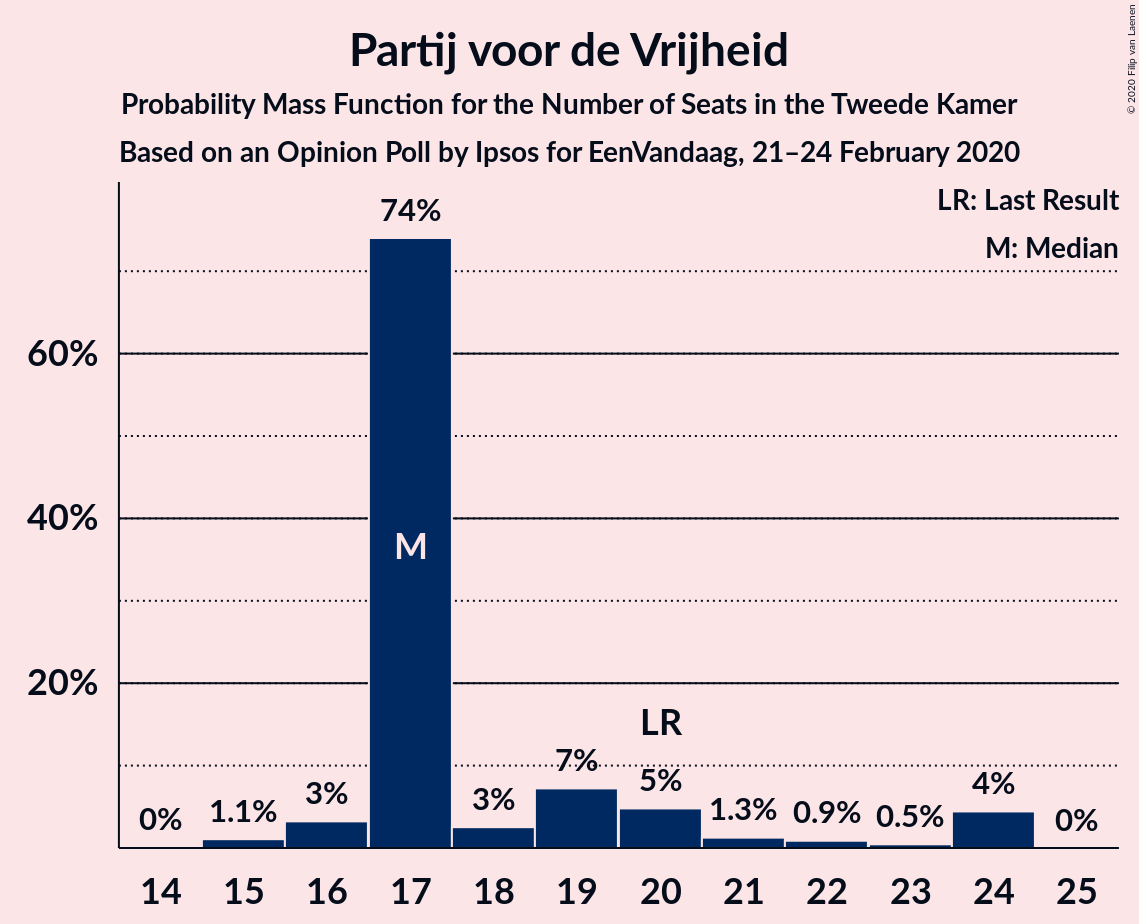 Partij voor de Vrijheid
Probability Mass Function for the Number of Seats in the Tweede Kamer
Based on an Opinion Poll by Ipsos for EenVandaag, 21–24 February 2020
© 2020 Filip van Laenen
LR: Last Result
M: Median
74%
60%
40%
M
20%
LR
7%
5%
4%
3%
3%
1.1%
1.3%
0.9%
0.5%
0%
0%
14 15 16 17 18 19 20 21 22 23 24 25